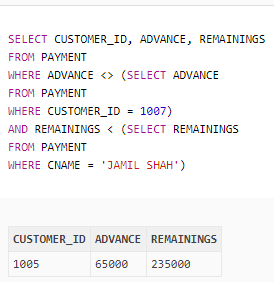 SELECT CUSTOMER_ID, ADVANCE, REMAININGS
FROM PAYMENT
WHERE ADVANCE <> (SELECT ADVANCE
FROM PAYMENT
WHERE CUSTOMER_ID = 1007)
AND REMAININGS < (SELECT REMAININGS
FROM PAYMENT
WHERE CNAME = 'JAMIL SHAH')
CUSTOMER_ID ADVANCE REMAININGS
1005 65000 235000